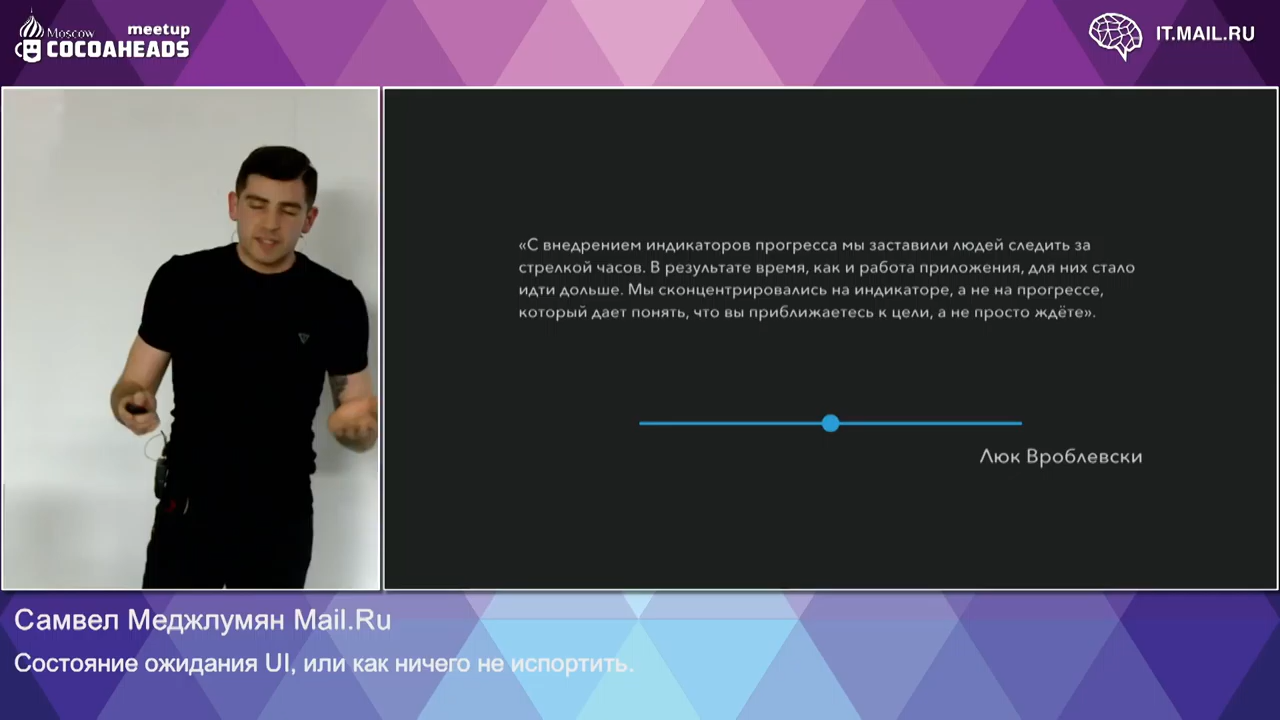 Moscow meetup
COCOAHEADS
IT.MAIL.RU
«С внедрением индикаторов прогресса мы заставили людей следить за
стрелкой часов. В результате время, как и работа приложения, для них стало
идти дольше. Мы сконцентрировались на индикаторе, а не на прогрессе,
который дает понять, что вы приближаетесь к цели, а не просто ждёте».
Люк Вроблевски
Самвел Меджлумян Mail.Ru
Состояние ожидания UI, или как ничего не испортить.